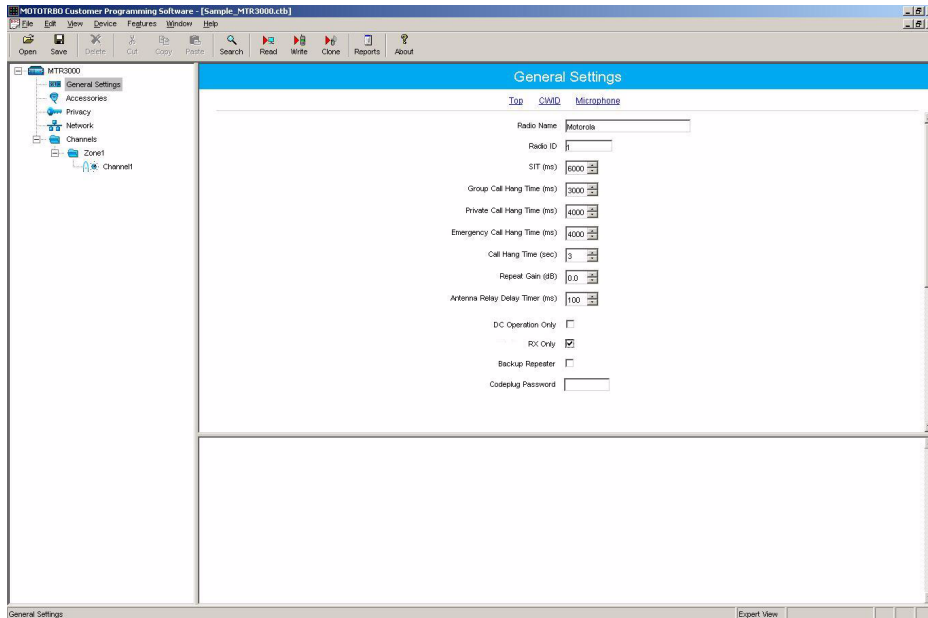 MOTOTRBO Customer Programming Software - [Sample_MTR3000.ctb]
File Edit View Device Features Window Help
Open Save Delete Cut Copy Paste Search Read Write Clone Reports About
MTR3000
General Settings
Accessories
Privacy
Network
Channels
Zone1
Channel1
General Settings
Top CWID Microphone
Radio Name Motorola
Radio ID 1
SIT (ms) 6000
Group Call Hang Time (ms) 3000
Private Call Hang Time (ms) 4000
Emergency Call Hang Time (ms) 4000
Call Hang Time (sec) 3
Repeat Gain (dB) 0.0
Antenna Relay Delay Timer (ms) 100
DC Operation Only
RX Only
Backup Repeater
Codeplug Password
General Settings Expert View